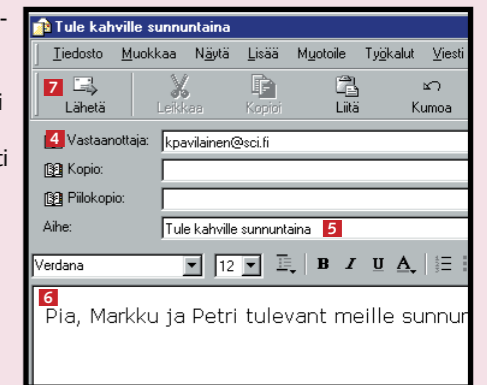 Tule kahville sunnuntaina
Tiedosto Muokkaa Näytä Lisää Muotoile Työkalut Viesti
7
Lähetä Leikkaa Kopioi Liitä Kumoa
4 Vastaanottaja: kpavilainen@sci.fi
Kopio:
Piilokopio:
Aihe: Tule kahville sunnuntaina 5
Verdana 12 B I U A
6
Pia, Markku ja Petri tulevant meille sunnun